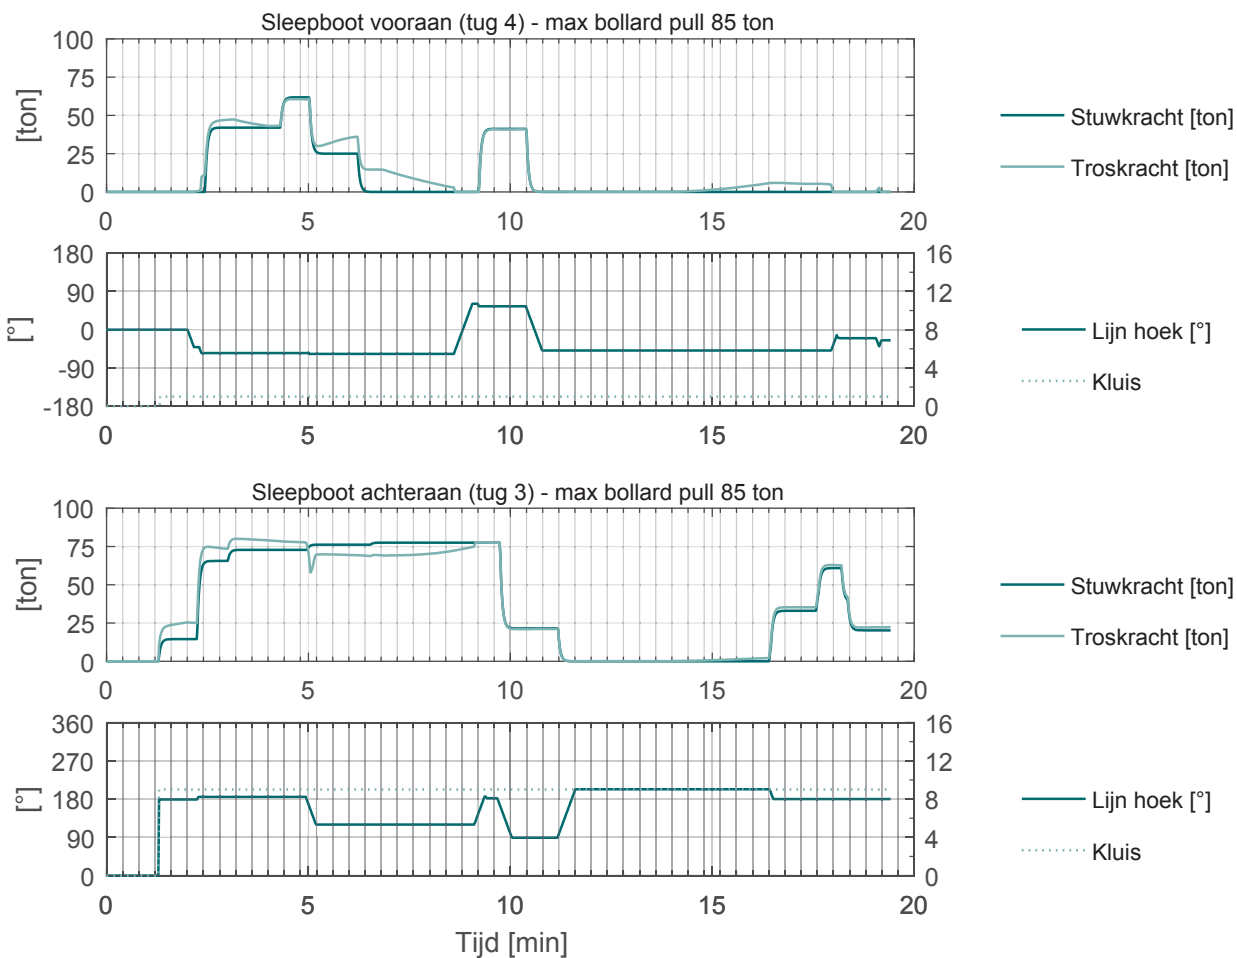 Sleepboot vooraan (tug 4) - max bollard pull 85 ton
100
75
50
25
0
[ton]
0 5 10 15 20
Stuwkracht [ton]
Troskracht [ton]
180
90
0
-90
-180
[°]
16
12
8
4
0
0 5 10 15 20
Lijn hoek [°]
Kluis
Sleepboot achteraan (tug 3) - max bollard pull 85 ton
100
75
50
25
0
[ton]
0 5 10 15 20
Stuwkracht [ton]
Troskracht [ton]
360
270
180
90
0
[°]
16
12
8
4
0
0 5 10 15 20
Lijn hoek [°]
Kluis
Tijd [min]